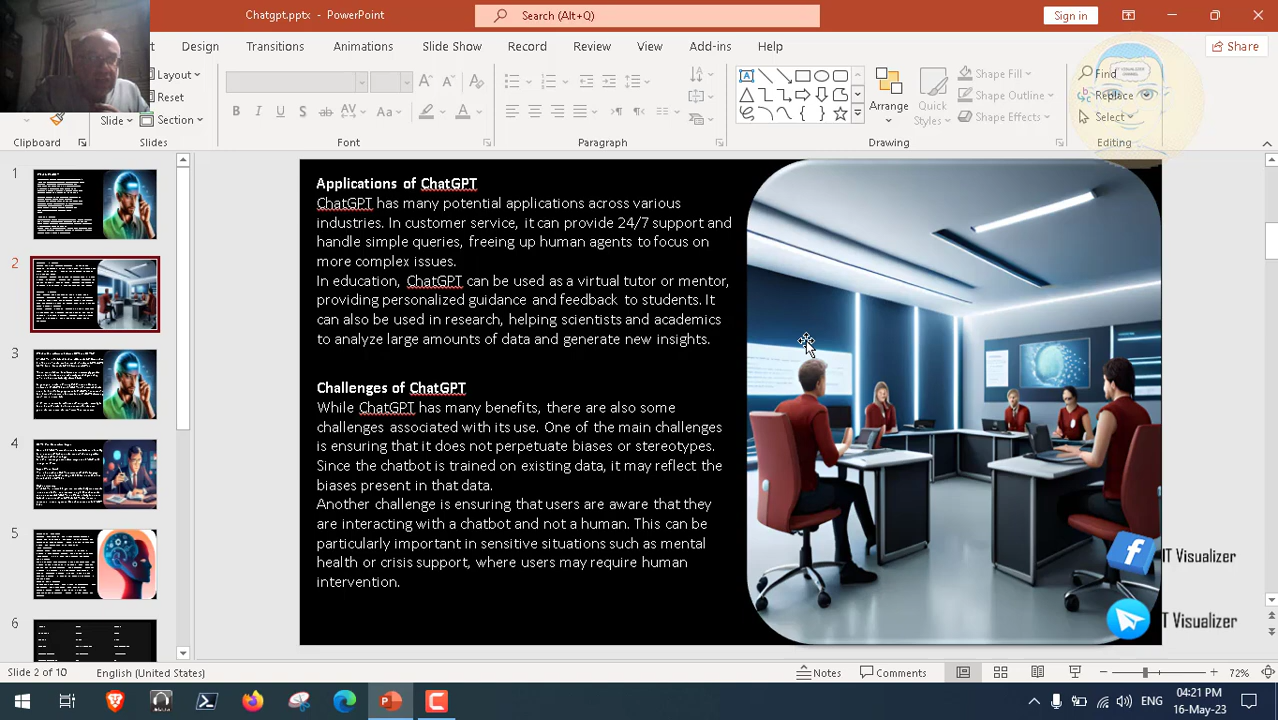 Chatgpt.pptx - PowerPoint
Search (Alt+Q)
Sign in
Design
Transitions
Animations
Slide Show
Record
Review
View
Add-ins
Help
Share
Layout
Reset
Slide
Section
Clipboard
Slides
Font
Paragraph
Arrange
Quick
Styles
Shape Fill
Shape Outline
Shape Effects
Drawing
Find
Replace
Select
Editing
1
2
3
4
5
6
Applications of ChatGPT
ChatGPT has many potential applications across various
industries. In customer service, it can provide 24/7 support and
handle simple queries, freeing up human agents to focus on
more complex issues.
In education, ChatGPT can be used as a virtual tutor or mentor,
providing personalized guidance and feedback to students. It
can also be used in research, helping scientists and academics
to analyze large amounts of data and generate new insights.
Challenges of ChatGPT
While ChatGPT has many benefits, there are also some
challenges associated with its use. One of the main challenges
is ensuring that it does not perpetuate biases or stereotypes.
Since the chatbot is trained on existing data, it may reflect the
biases present in that data.
Another challenge is ensuring that users are aware that they
are interacting with a chatbot and not a human. This can be
particularly important in sensitive situations such as mental
health or crisis support, where users may require human
intervention.
IT Visualizer
IT Visualizer
Slide 2 of 10
English (United States)
Notes
Comments
72%
ENG
04:21 PM
16-May-23